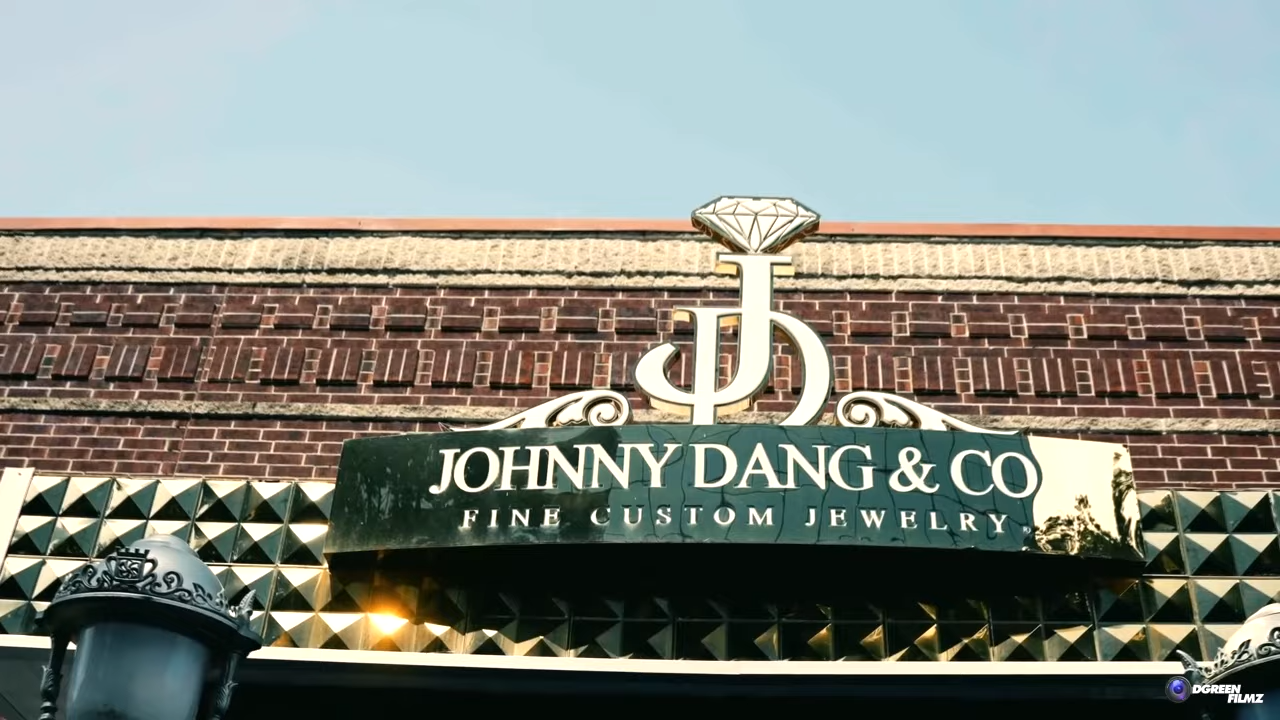 JD
JOHNNY DANG & CO
FINE CUSTOM JEWELRY
DGREEN
FILMZ